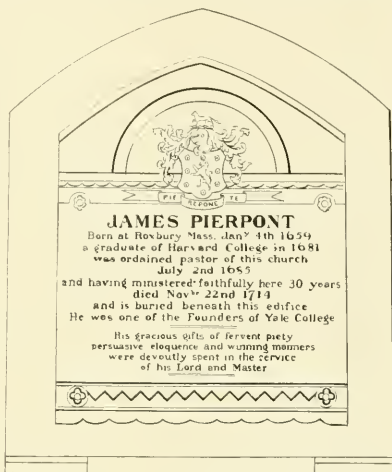 PIE REPONE TE
JAMES PIERPONT
Born at Roxbury Mass. Jany 4th 1659
a graduate of Harvard College in 1681
was ordained pastor of this church
July 2nd 1685
and having ministered faithfully here 30 years
died Novbr 22nd 1714
and is buried beneath this edifice
He was one of the Founders of Yale College
His gracious gifts of fervent piety
persuasive eloquence and winning manners
were devoutly spent in the service
of his Lord and Master